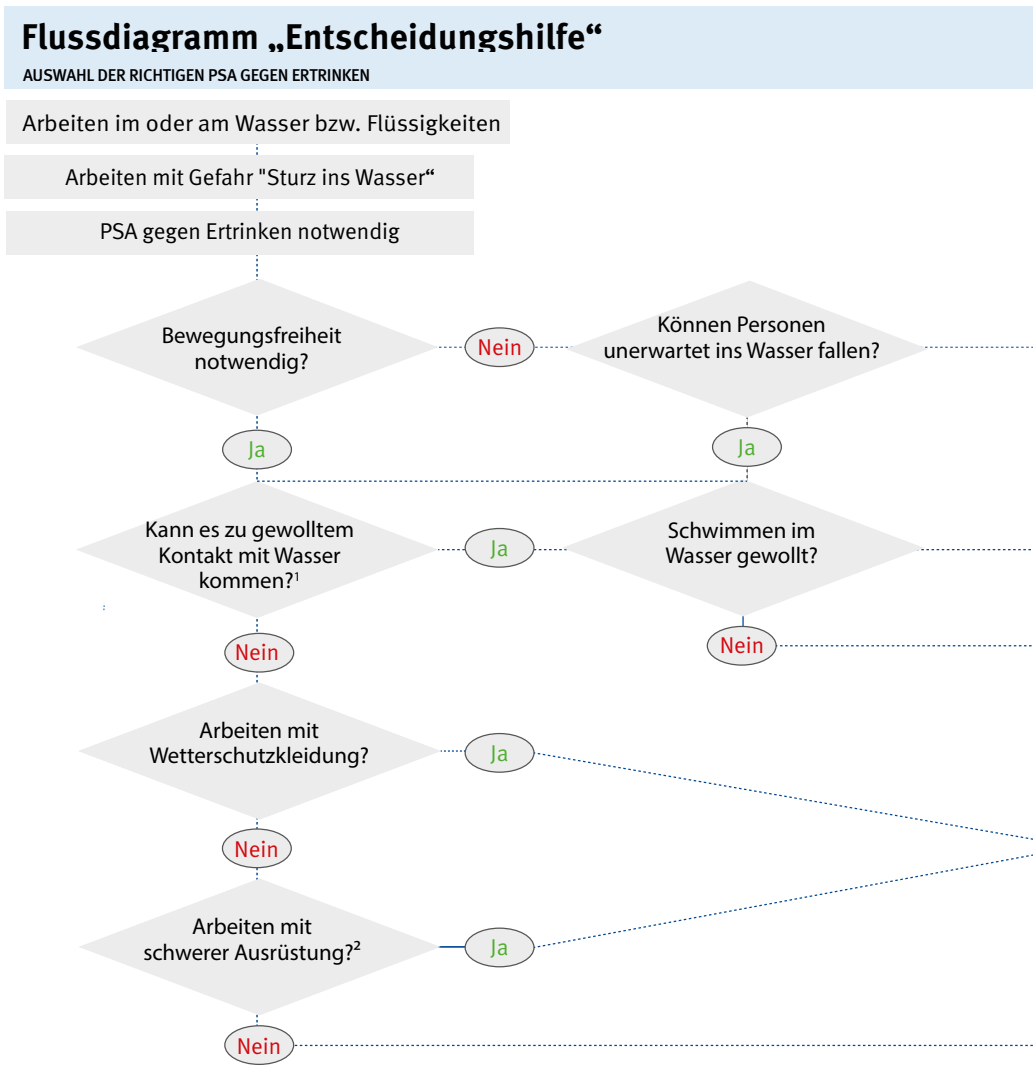 Flussdiagramm „Entscheidungshilfe“
AUSWAHL DER RICHTIGEN PSA GEGEN ERTRINKEN
Arbeiten im oder am Wasser bzw. Flüssigkeiten
Arbeiten mit Gefahr "Sturz ins Wasser“
PSA gegen Ertrinken notwendig
Bewegungsfreiheit
notwendig?
Nein
Können Personen
unerwartet ins Wasser fallen?
Ja
Ja
Kann es zu gewolltem
Kontakt mit Wasser
kommen?¹
Ja
Schwimmen im
Wasser gewollt?
Nein
Nein
Arbeiten mit
Wetterschutzkleidung?
Ja
Nein
Arbeiten mit
schwerer Ausrüstung?²
Ja
Nein